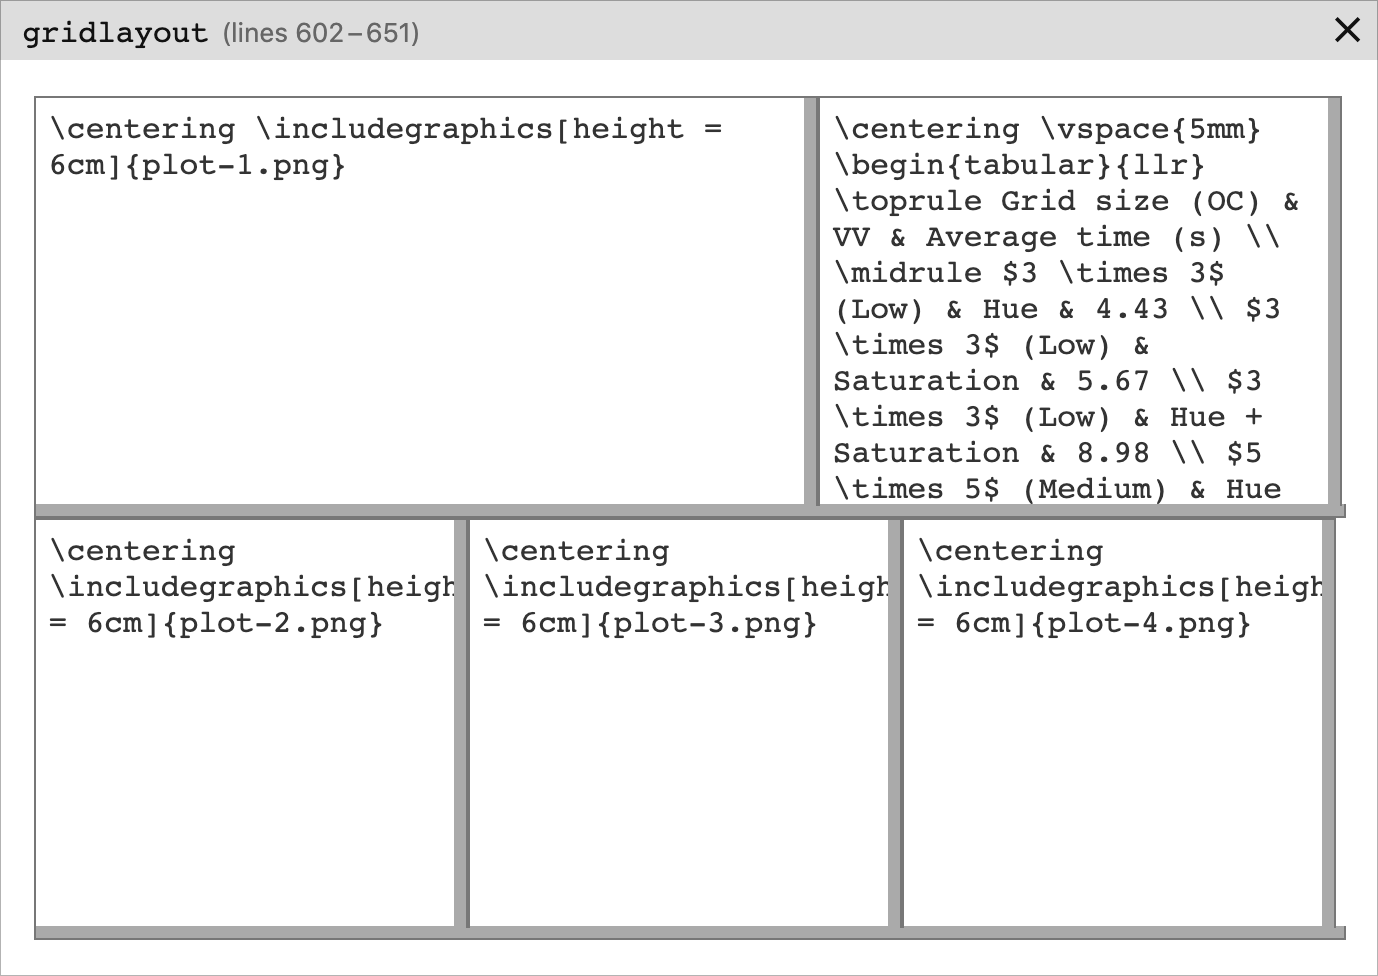 gridlayout (lines 602–651)
\centering \includegraphics[height =
6cm]{plot-1.png}
\centering \vspace{5mm}
\begin{tabular}{llr}
\toprule Grid size (OC) &
VV & Average time (s) \\
\midrule $3 \times 3$
(Low) & Hue & 4.43 \\ $3
\times 3$ (Low) &
Saturation & 5.67 \\ $3
\times 3$ (Low) & Hue +
Saturation & 8.98 \\ $5
\times 5$ (Medium) & Hue
\centering
\includegraphics[heigh
= 6cm]{plot-2.png}
\centering
\includegraphics[heigh
= 6cm]{plot-3.png}
\centering
\includegraphics[heigh
= 6cm]{plot-4.png}